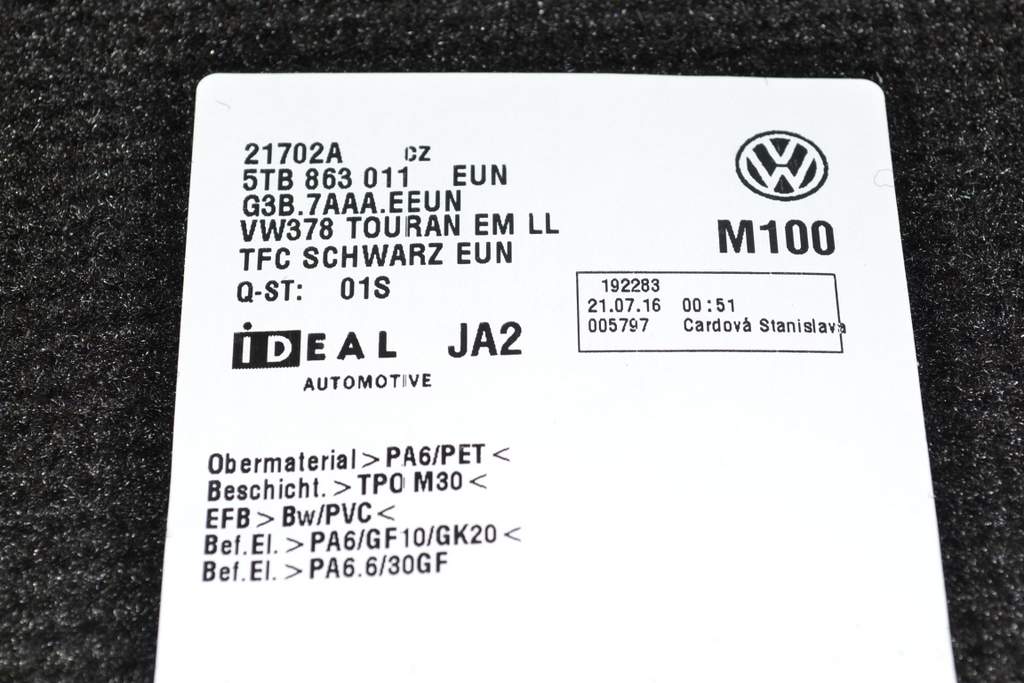 21702A CZ
5TB 863 011 EUN
G3B.7AAA.EEUN
VW378 TOURAN EM LL
TFC SCHWARZ EUN
Q-ST: 01S
M100
192283
21.07.16 00:51
005797 Cardová Stanislava
iDEAL JA2
AUTOMOTIVE
Obermaterial > PA6/PET <
Beschicht. > TPO M30 <
EFB > Bw/PVC <
Bef.El. > PA6/GF10/GK20 <
Bef.El. > PA6.6/30GF